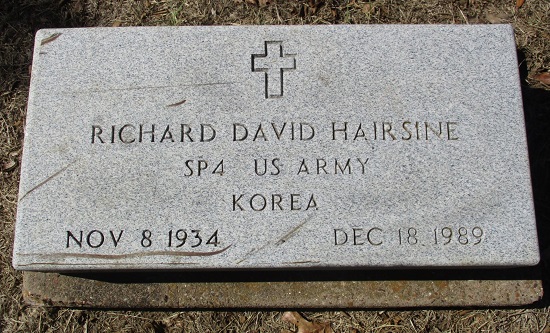 RICHARD DAVID HAIRSINE
SP4 US ARMY
KOREA
NOV 8 1934 DEC 18 1989